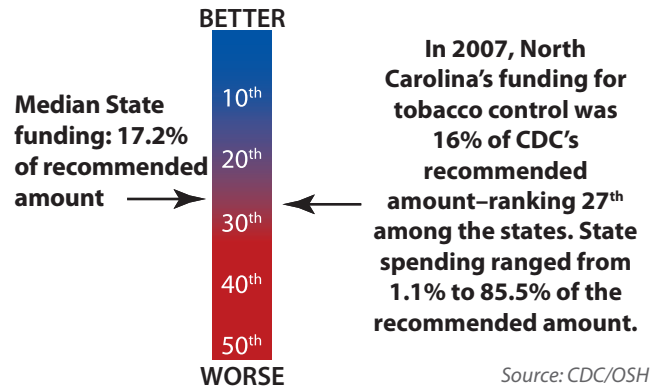 BETTER
Median State
funding: 17.2%
of recommended
amount
10th
20th
30th
40th
50th
WORSE
In 2007, North
Carolina’s funding for
tobacco control was
16% of CDC’s
recommended
amount–ranking 27th
among the states. State
spending ranged from
1.1% to 85.5% of the
recommended amount.
Source: CDC/OSH